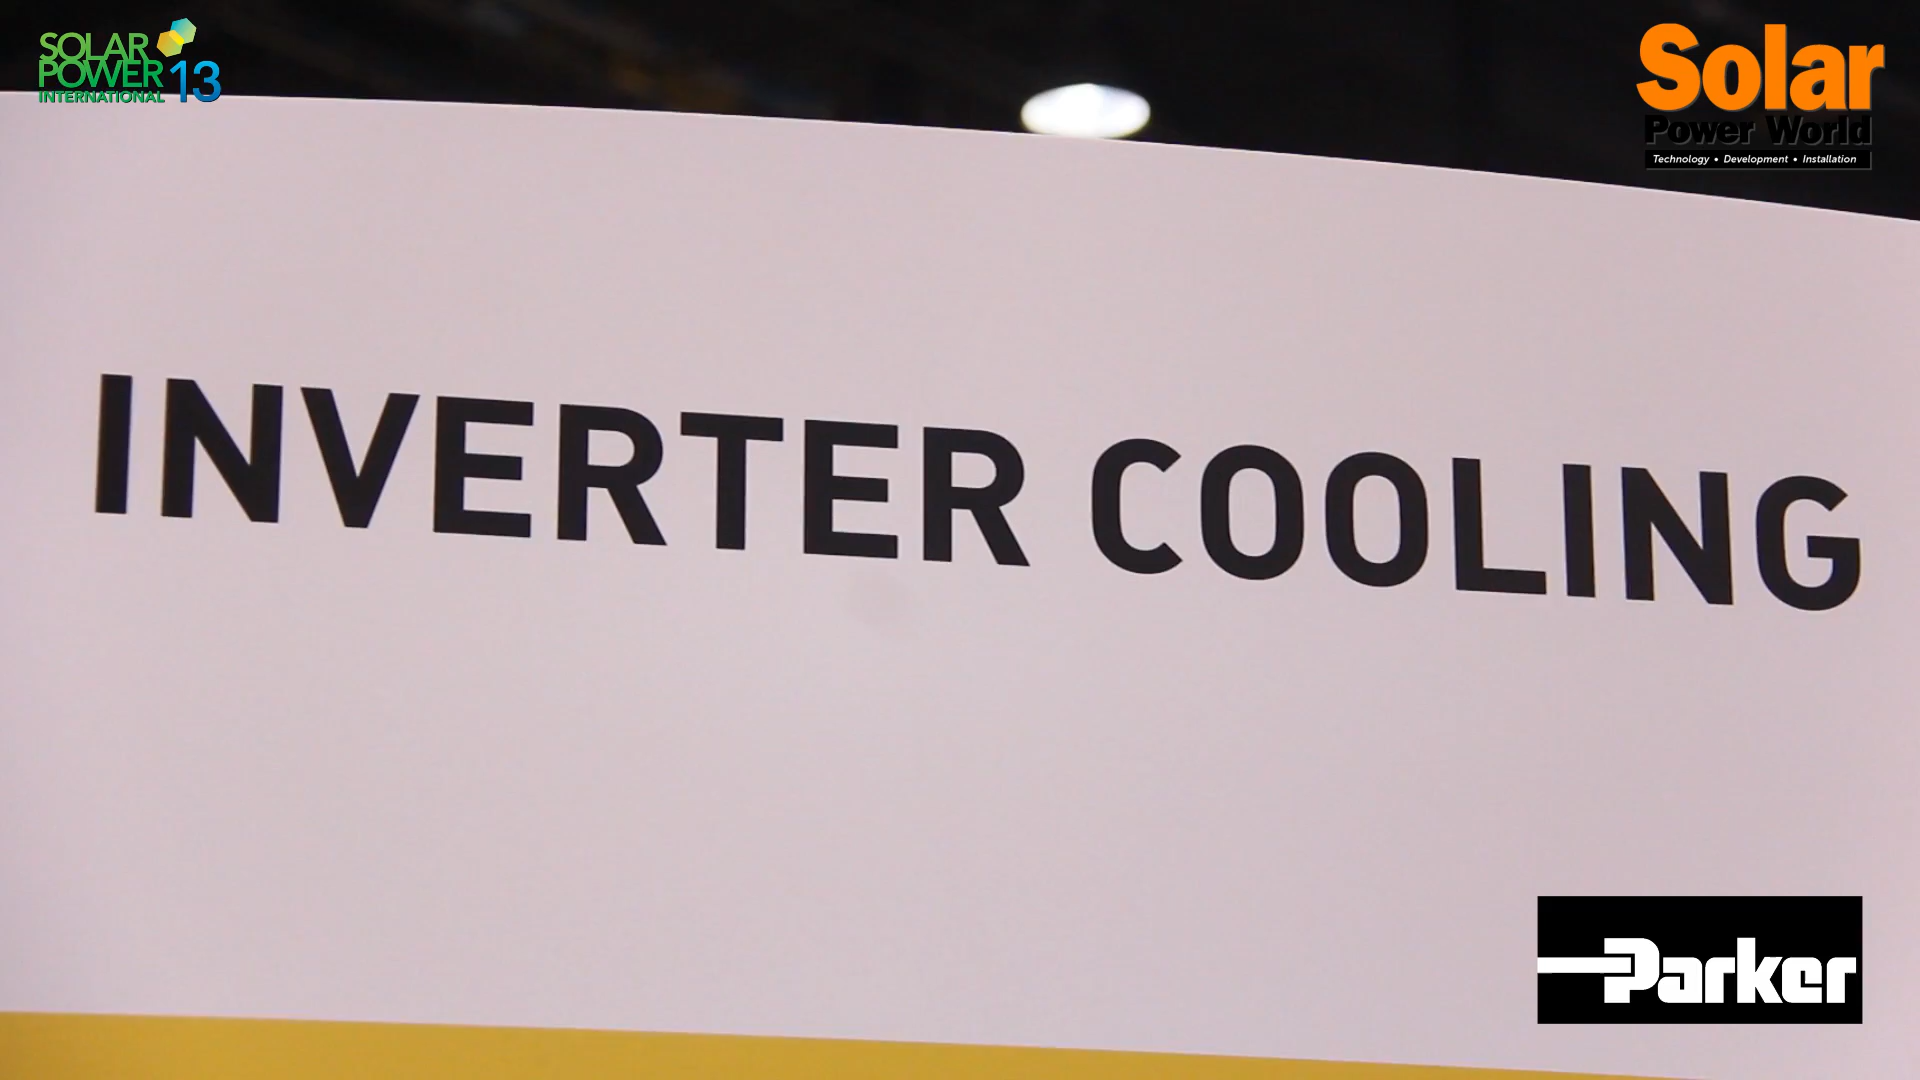 SOLAR
POWER 13
INTERNATIONAL
Solar
Power World
Technology • Development • Installation
INVERTER COOLING
Parker